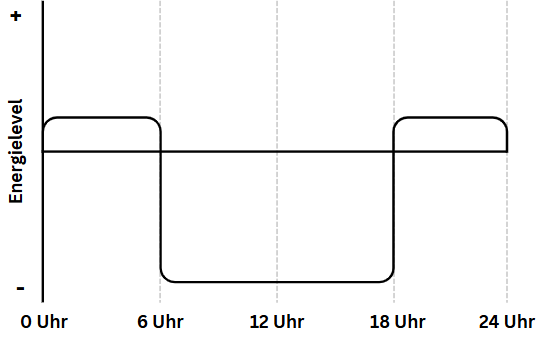 +
Energielevel
-
0 Uhr
6 Uhr
12 Uhr
18 Uhr
24 Uhr